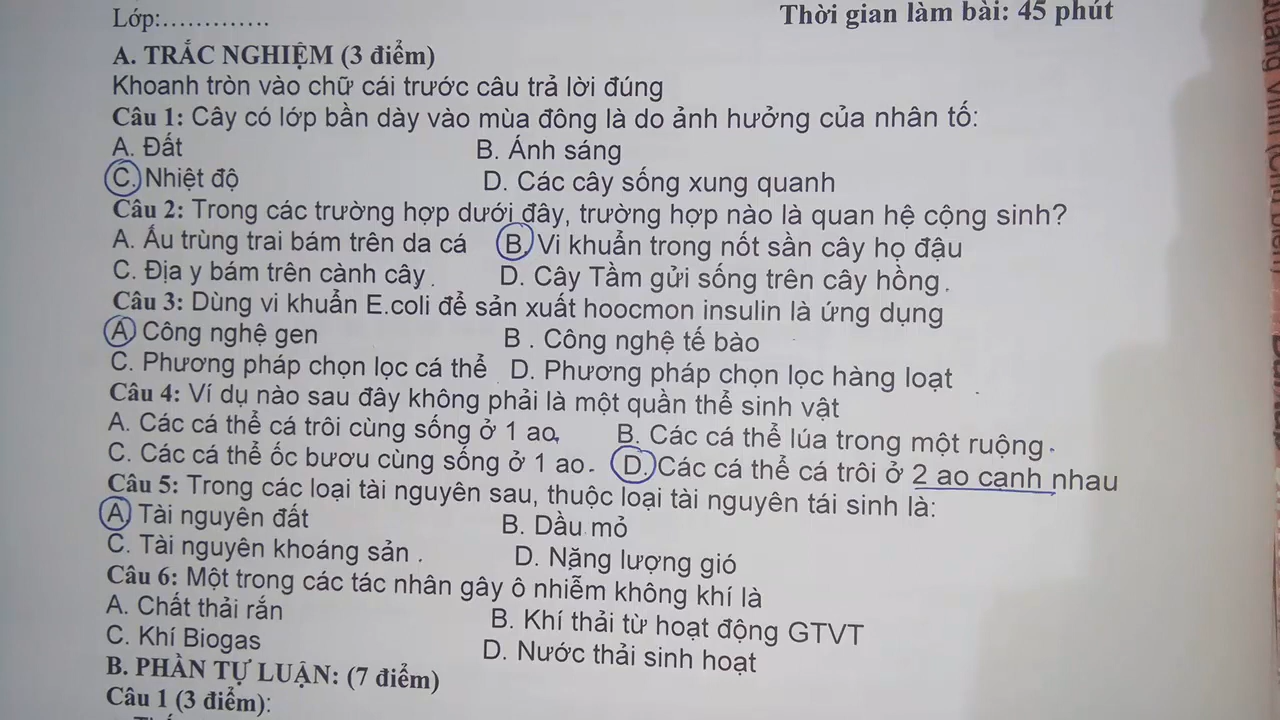 Lớp:.............
Thời gian làm bài: 45 phút
A. TRẮC NGHIỆM (3 điểm)
Khoanh tròn vào chữ cái trước câu trả lời đúng
Câu 1: Cây có lớp bần dày vào mùa đông là do ảnh hưởng của nhân tố:
A. Đất B. Ánh sáng
C. Nhiệt độ D. Các cây sống xung quanh
Câu 2: Trong các trường hợp dưới đây, trường hợp nào là quan hệ cộng sinh?
A. Ấu trùng trai bám trên da cá B. Vi khuẩn trong nốt sần cây họ đậu
C. Địa y bám trên cành cây. D. Cây Tầm gửi sống trên cây hồng.
Câu 3: Dùng vi khuẩn E.coli để sản xuất hoocmon insulin là ứng dụng
A Công nghệ gen B . Công nghệ tế bào
C. Phương pháp chọn lọc cá thể D. Phương pháp chọn lọc hàng loạt
Câu 4: Ví dụ nào sau đây không phải là một quần thể sinh vật
A. Các cá thể cá trôi cùng sống ở 1 ao, B. Các cá thể lúa trong một ruộng.
C. Các cá thể ốc bươu cùng sống ở 1 ao. D. Các cá thể cá trôi ở 2 ao cạnh nhau
Câu 5: Trong các loại tài nguyên sau, thuộc loại tài nguyên tái sinh là:
A. Tài nguyên đất B. Dầu mỏ
C. Tài nguyên khoáng sản . D. Nặng lượng gió
Câu 6: Một trong các tác nhân gây ô nhiễm không khí là
A. Chất thải rắn B. Khí thải từ hoạt động GTVT
C. Khí Biogas D. Nước thải sinh hoạt
B. PHẦN TỰ LUẬN: (7 điểm)
Câu 1 (3 điểm):